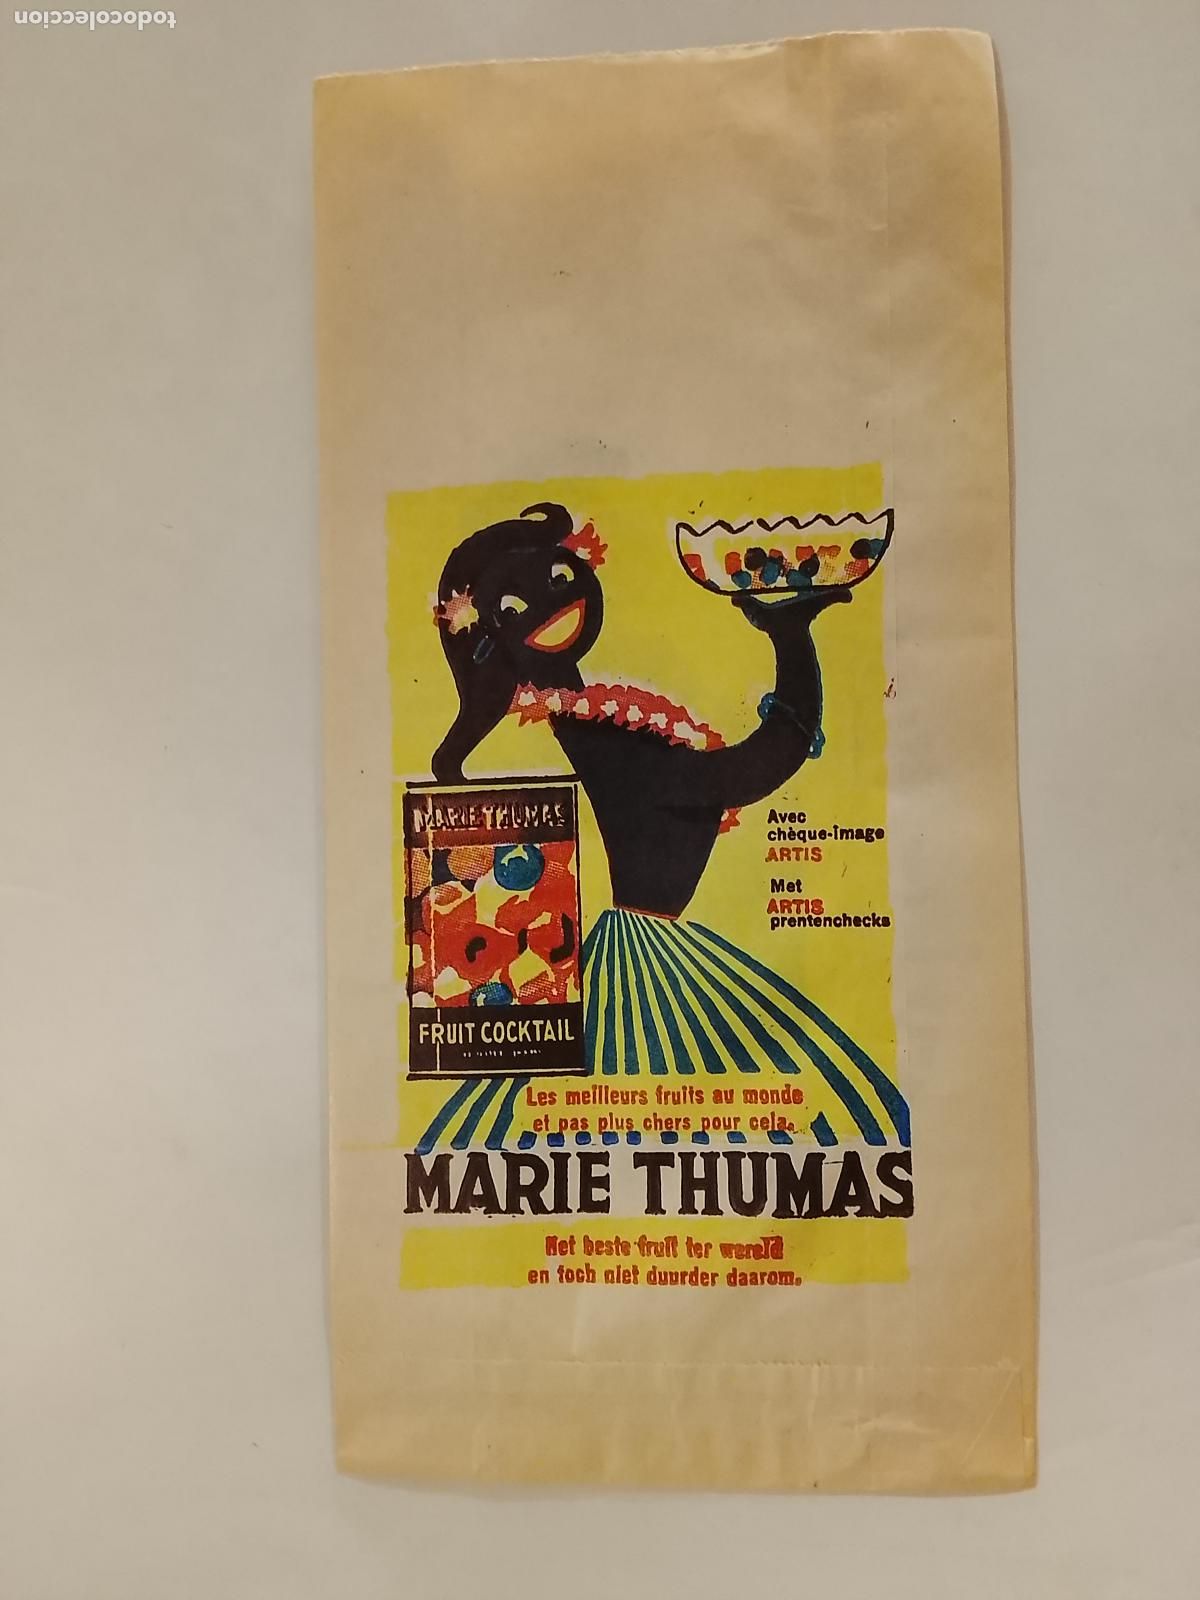 todocoleccion
MARIE THUMAS
Avec
chèque-image
ARTIS
Met
ARTIS
prentenchecks
FRUIT COCKTAIL
Les meilleurs fruits au monde
et pas plus chers pour cela.
MARIE THUMAS
Het beste fruit ter wereld
en toch niet duurder daarom.